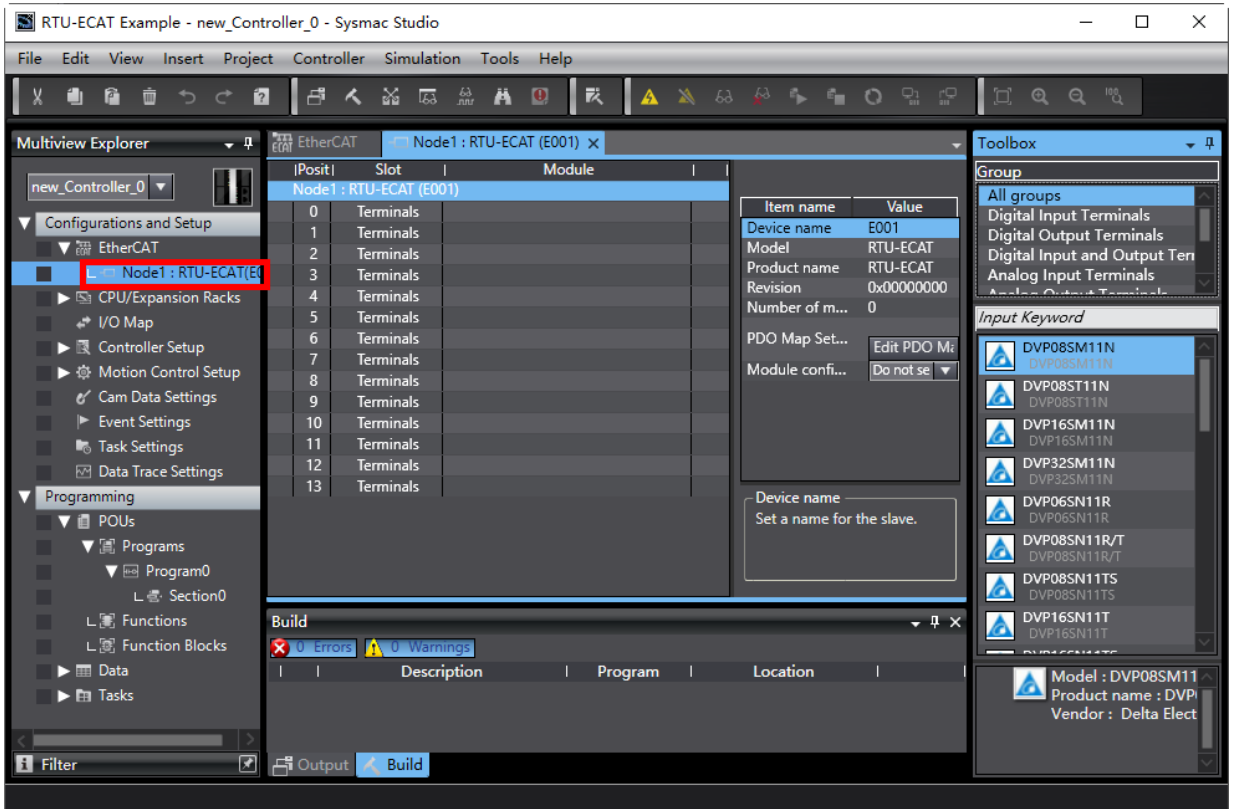 RTU-ECAT Example - new_Controller_0 - Sysmac Studio
File Edit View Insert Project Controller Simulation Tools Help
Multiview Explorer
new_Controller_0
Configurations and Setup
EtherCAT
Node1 : RTU-ECAT(E0
CPU/Expansion Racks
I/O Map
Controller Setup
Motion Control Setup
Cam Data Settings
Event Settings
Task Settings
Data Trace Settings
Programming
POUs
Programs
Program0
Section0
Functions
Function Blocks
Data
Tasks
Filter
EtherCAT
Node1 : RTU-ECAT (E001)
Posit Slot Module
Node1 : RTU-ECAT (E001)
0 Terminals
1 Terminals
2 Terminals
3 Terminals
4 Terminals
5 Terminals
6 Terminals
7 Terminals
8 Terminals
9 Terminals
10 Terminals
11 Terminals
12 Terminals
13 Terminals
Item name Value
Device name E001
Model RTU-ECAT
Product name RTU-ECAT
Revision 0x00000000
Number of m... 0
PDO Map Set... Edit PDO Ma
Module confi... Do not se
Device name
Set a name for the slave.
Build
0 Errors 0 Warnings
Description Program Location
Output Build
Toolbox
Group
All groups
Digital Input Terminals
Digital Output Terminals
Digital Input and Output Terr
Analog Input Terminals
Analog Output Terminals
Input Keyword
DVP08SM11N
DVP08SM11N
DVP08ST11N
DVP08ST11N
DVP16SM11N
DVP16SM11N
DVP32SM11N
DVP32SM11N
DVP06SN11R
DVP06SN11R
DVP08SN11R/T
DVP08SN11R/T
DVP08SN11TS
DVP08SN11TS
DVP16SN11T
DVP16SN11T
Model : DVP08SM11
Product name : DVP
Vendor : Delta Elect